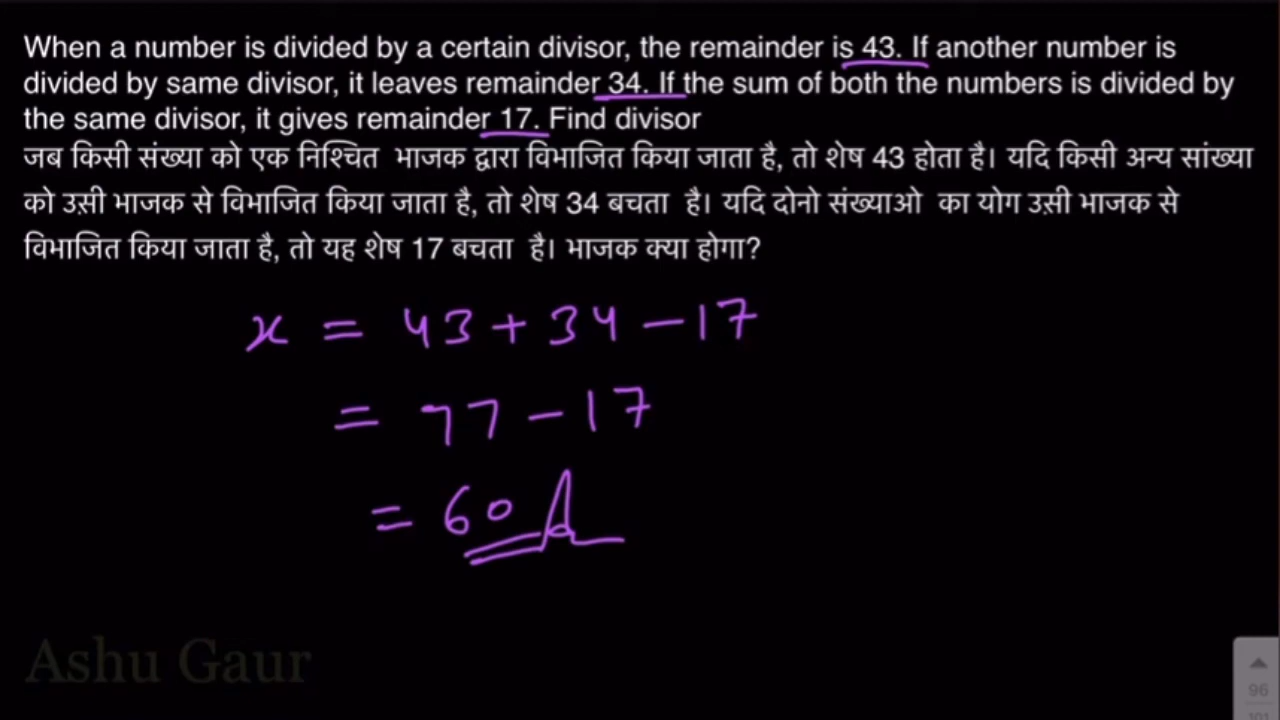 When a number is divided by a certain divisor, the remainder is 43. If another number is
divided by same divisor, it leaves remainder 34. If the sum of both the numbers is divided by
the same divisor, it gives remainder 17. Find divisor
जब किसी संख्या को एक निश्चित भाजक द्वारा विभाजित किया जाता है, तो शेष 43 होता है। यदि किसी अन्य सांख्या
को उसी भाजक से विभाजित किया जाता है, तो शेष 34 बचता है। यदि दोनो संख्याओ का योग उसी भाजक से
विभाजित किया जाता है, तो यह शेष 17 बचता है। भाजक क्या होगा?
x = 43 + 34 - 17
= 77 - 17
= 60
Ashu Gaur
96
101